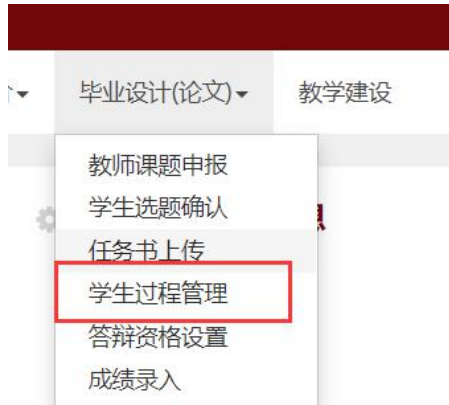 毕业设计(论文) 教学建设
教师课题申报
学生选题确认
任务书上传
学生过程管理
答辩资格设置
成绩录入